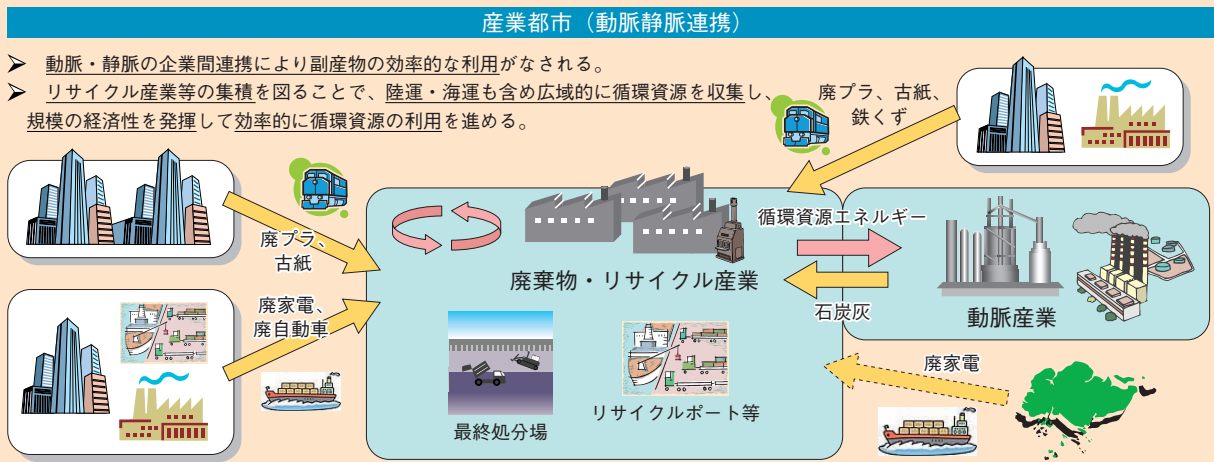 産業都市（動脈静脈連携）
➢ 動脈・静脈の企業間連携により副産物の効率的な利用がなされる。
➢ リサイクル産業等の集積を図ることで、陸運・海運も含め広域的に循環資源を収集し、
規模の経済性を発揮して効率的に循環資源の利用を進める。
廃プラ、古紙、
鉄くず
廃プラ、
古紙
廃家電、
廃自動車
廃棄物・リサイクル産業
最終処分場
リサイクルポート等
循環資源エネルギー
石炭灰
動脈産業
廃家電